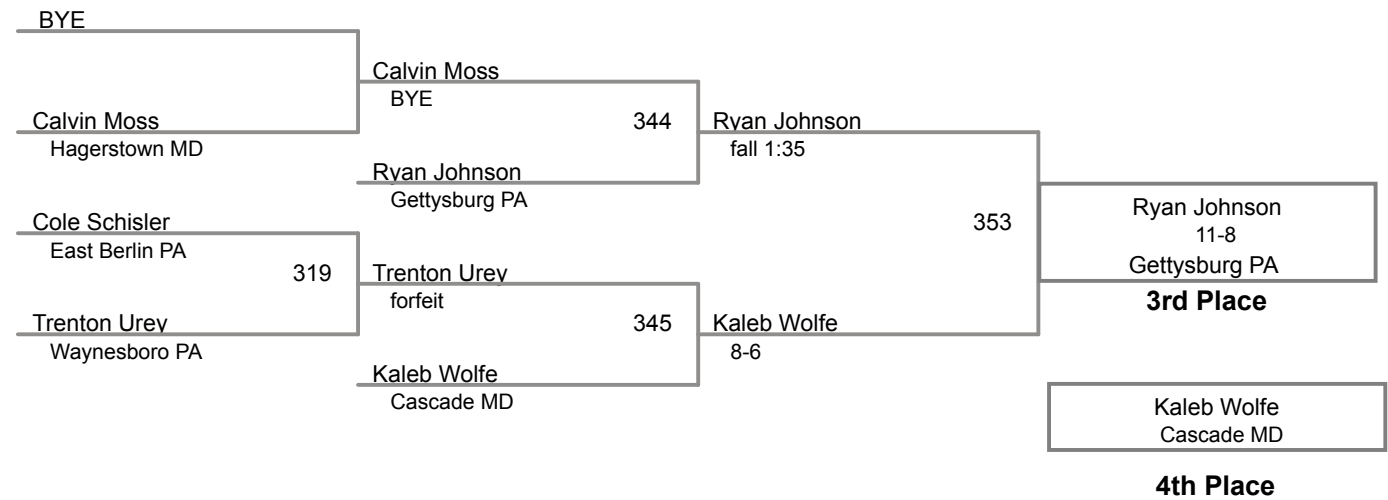 BYE
Calvin Moss
BYE
Calvin Moss
Hagerstown MD
344
Ryan Johnson
fall 1:35
Ryan Johnson
Gettysburg PA
Cole Schisler
East Berlin PA
353
Ryan Johnson
11-8
Gettysburg PA
3rd Place
319
Trenton Urey
forfeit
Trenton Urey
Waynesboro PA
345
Kaleb Wolfe
8-6
Kaleb Wolfe
Cascade MD
Kaleb Wolfe
Cascade MD
4th Place